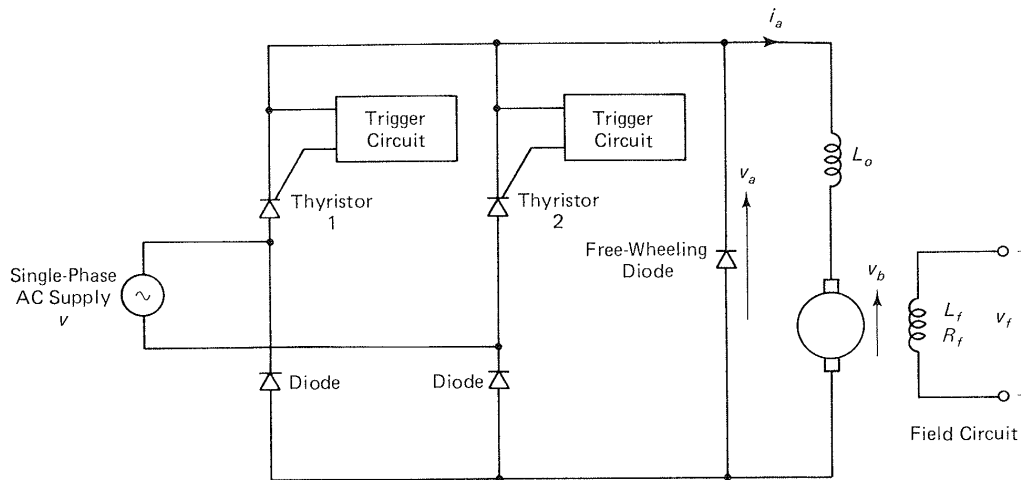 i_a
Trigger
Circuit
Trigger
Circuit
L_o
v_a
Thyristor
1
Thyristor
2
Free-Wheeling
Diode
Single-Phase
AC Supply
v
v_b
L_f
R_f
v_f
Diode
Diode
Field Circuit